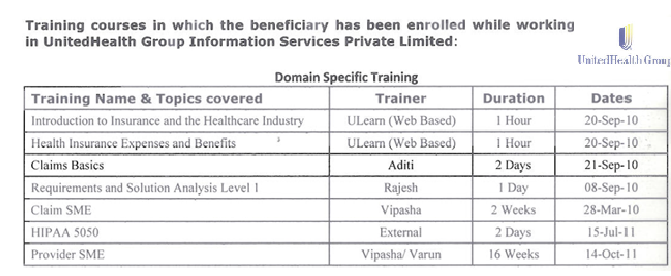 Training courses in which the beneficiary has been enrolled while working
in UnitedHealth Group Information Services Private Limited:
UnitedHealth Group
Domain Specific Training
Training Name & Topics covered Trainer Duration Dates
Introduction to Insurance and the Healthcare Industry ULearn (Web Based) 1 Hour 20-Sep-10
Health Insurance Expenses and Benefits ULearn (Web Based) 1 Hour 20-Sep-10
Claims Basics Aditi 2 Days 21-Sep-10
Requirements and Solution Analysis Level 1 Rajesh 1 Day 08-Sep-10
Claim SME Vipasha 2 Weeks 28-Mar-10
HIPAA 5050 External 2 Days 15-Jul-11
Provider SME Vipasha/ Varun 16 Weeks 14-Oct-11